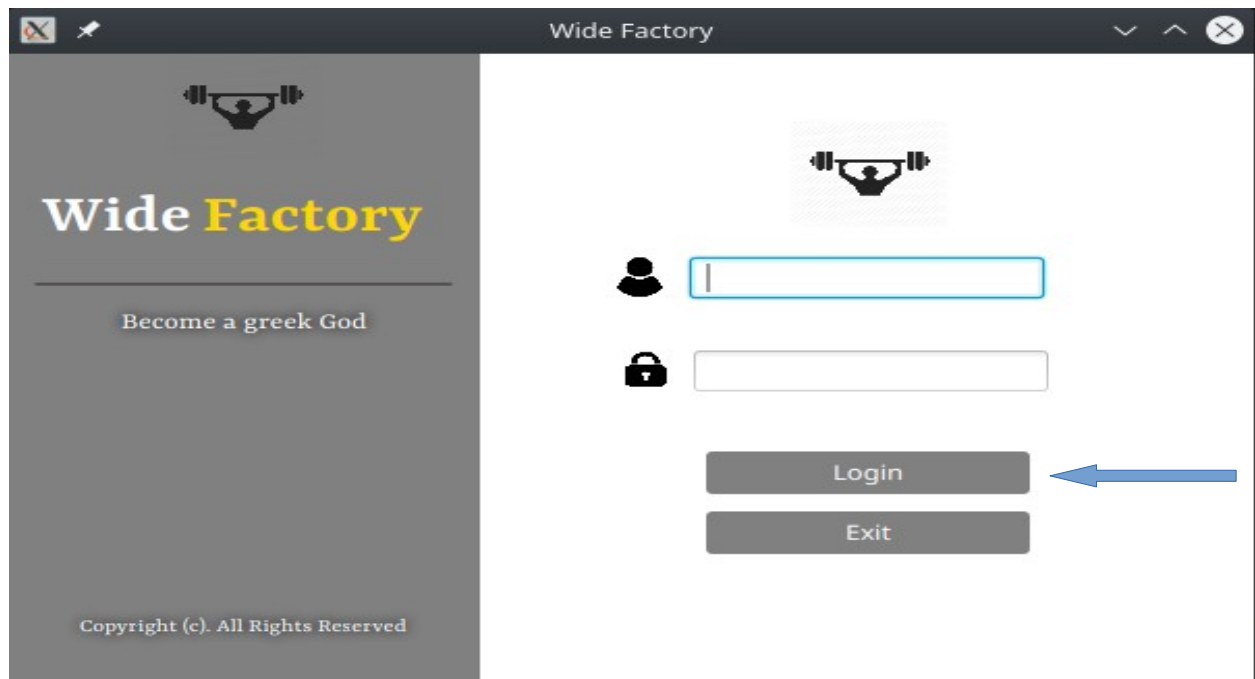 Wide Factory
Wide Factory
Become a greek God
Copyright (c). All Rights Reserved
Login
Exit